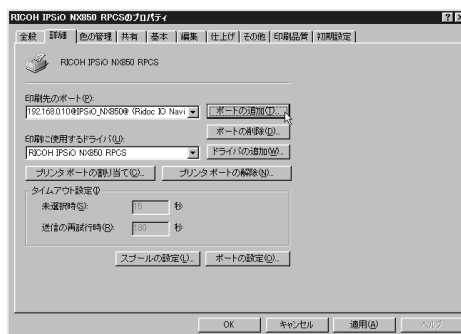 RICOH IPSiO NX850 RPCSのプロパティ
全般 詳細 色の管理 共有 基本 編集 仕上げ その他 印刷品質 初期設定
RICOH IPSiO NX850 RPCS
印刷先のポート(P):
192.168.0.10@IPSiO_NX850@ (Ridoc IO Navi ポートの追加(T)...
ポートの削除(D)...
印刷に使用するドライバ(U):
RICOH IPSiO NX850 RPCS ドライバの追加(W)...
プリンタ ポートの割り当て(C)... プリンタ ポートの解除(N)...
タイムアウト設定①
未選択時(S): 15 秒
送信の再試行時(R): 180 秒
スプールの設定(L)... ポートの設定(O)...
OK キャンセル 適用(A) ヘルプ